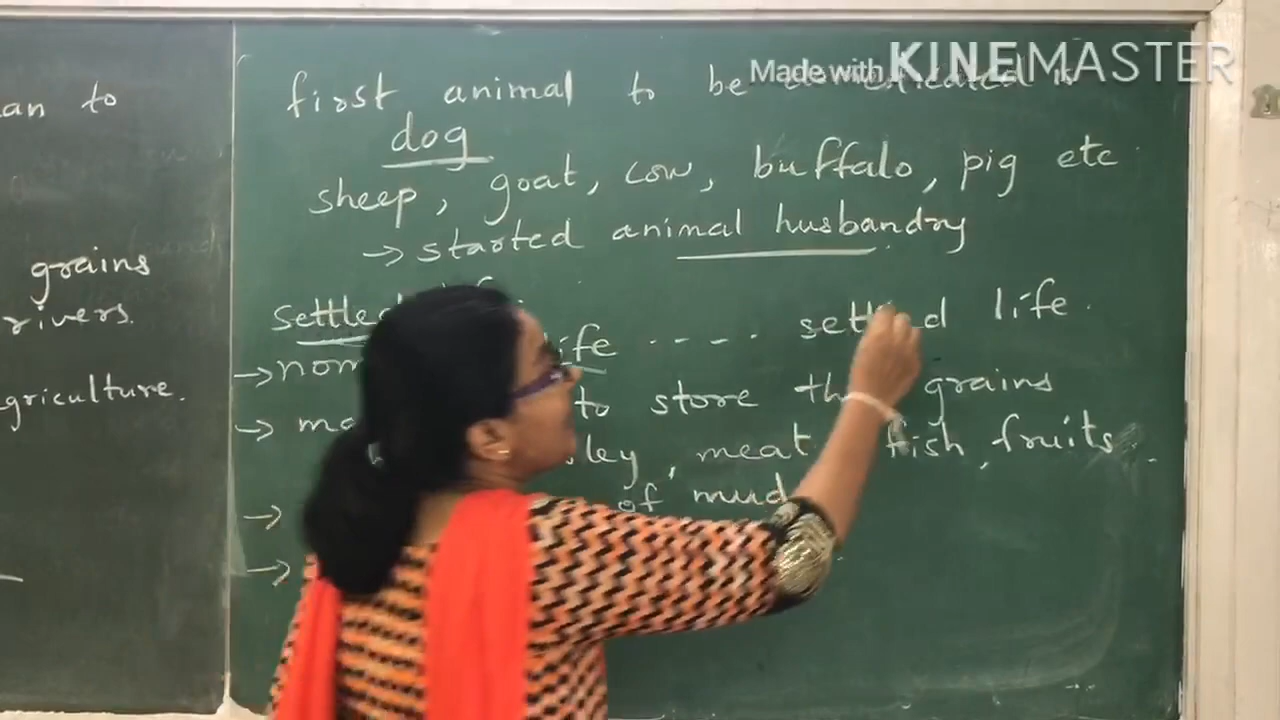 an to
grains
rivers.
griculture.
Made with KINEMASTER
first animal to be
dog
sheep, goat, cow, buffalo, pig etc
→ started animal husbandry
settled life
→ nom life ---- settled life.
→ ma to store the grains
ley, meat, fish, fruits.
→ of mud
→